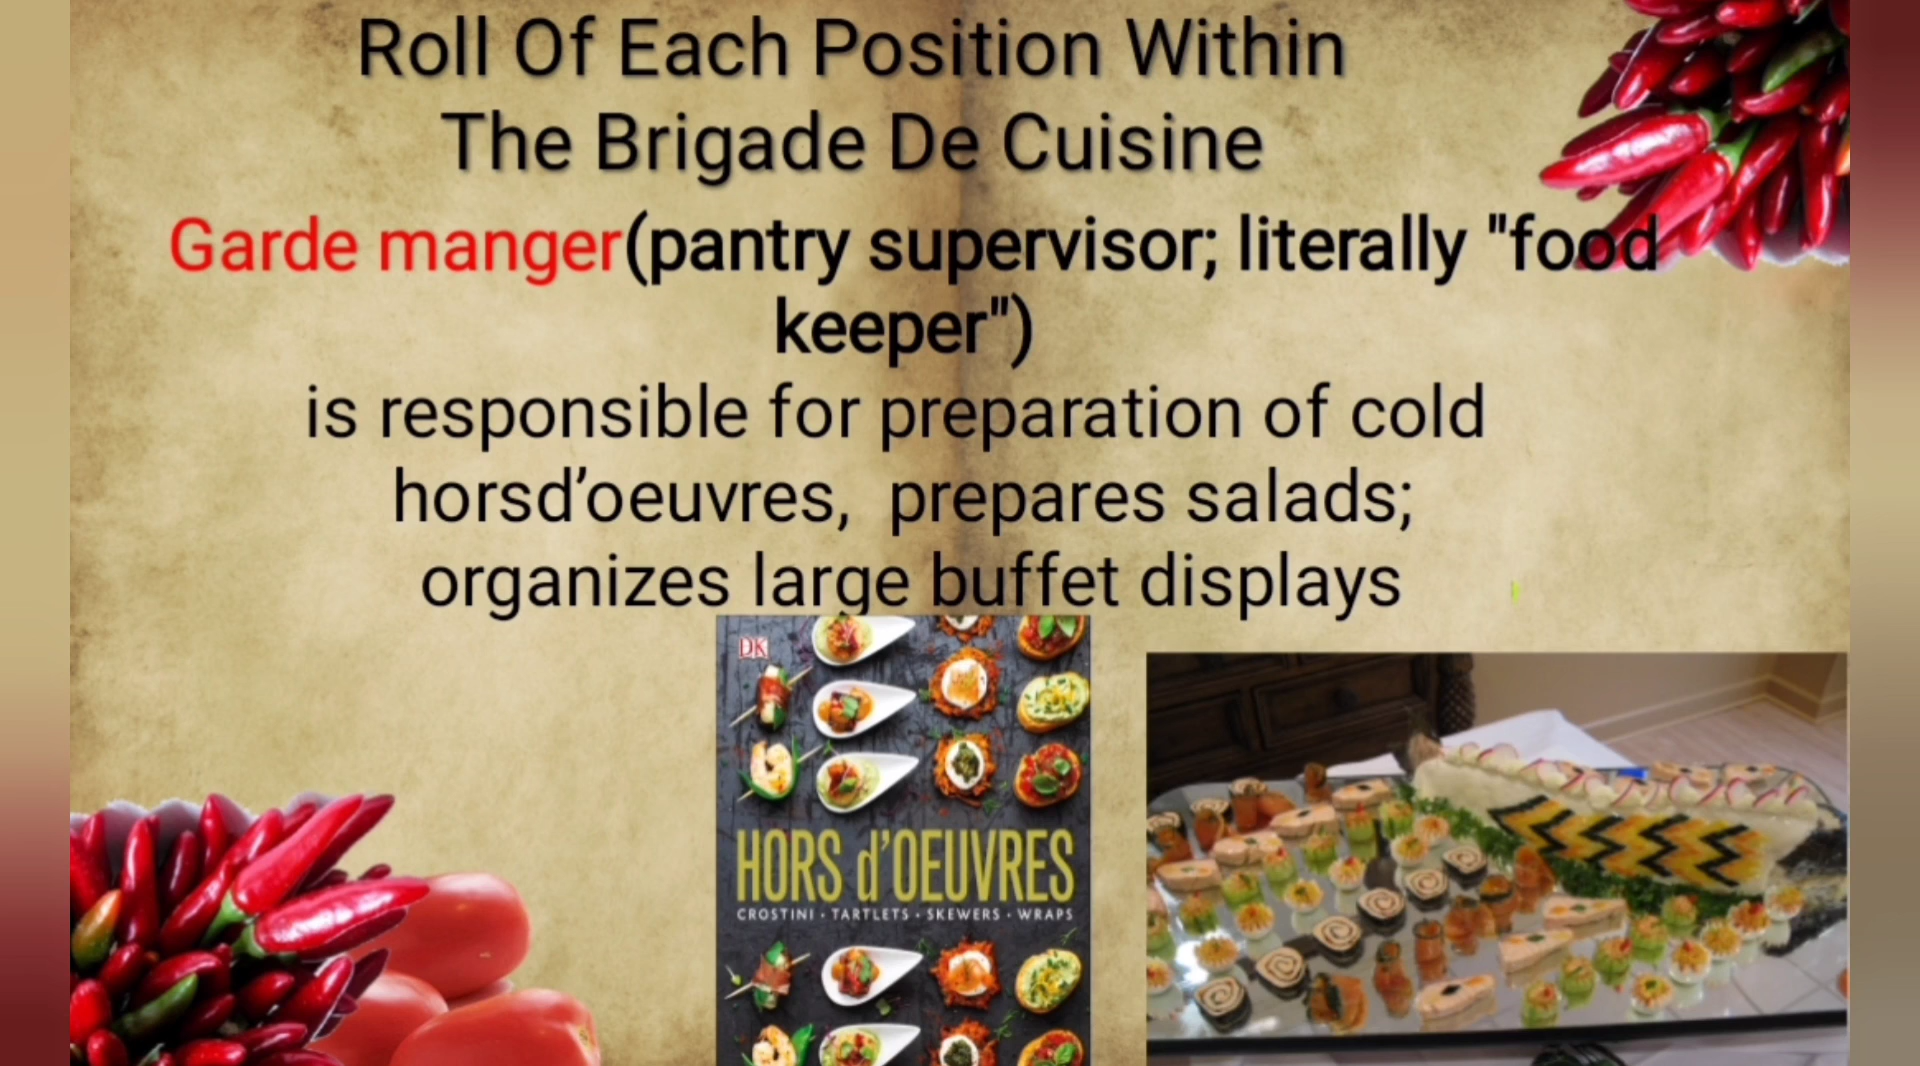 Roll Of Each Position Within
The Brigade De Cuisine
Garde manger(pantry supervisor; literally "food
keeper")
is responsible for preparation of cold
horsd’oeuvres,  prepares salads;
organizes large buffet displays
DK
HORS d'OEUVRES
CROSTINI • TARTLETS • SKEWERS • WRAPS